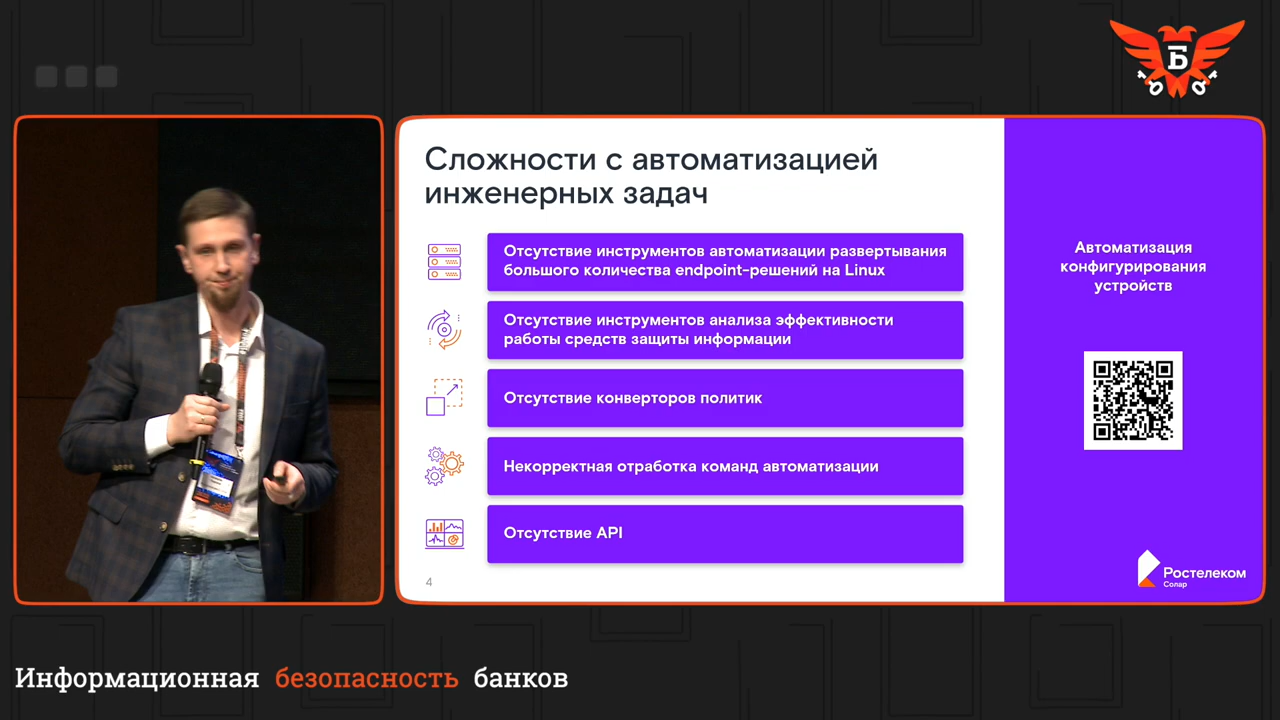 Б
Сложности с автоматизацией
инженерных задач
Отсутствие инструментов автоматизации развертывания
большого количества endpoint-решений на Linux
Отсутствие инструментов анализа эффективности
работы средств защиты информации
Отсутствие конверторов политик
Некорректная отработка команд автоматизации
Отсутствие API
4
Автоматизация
конфигурирования
устройств
Ростелеком
Солар
Информационная безопасность банков